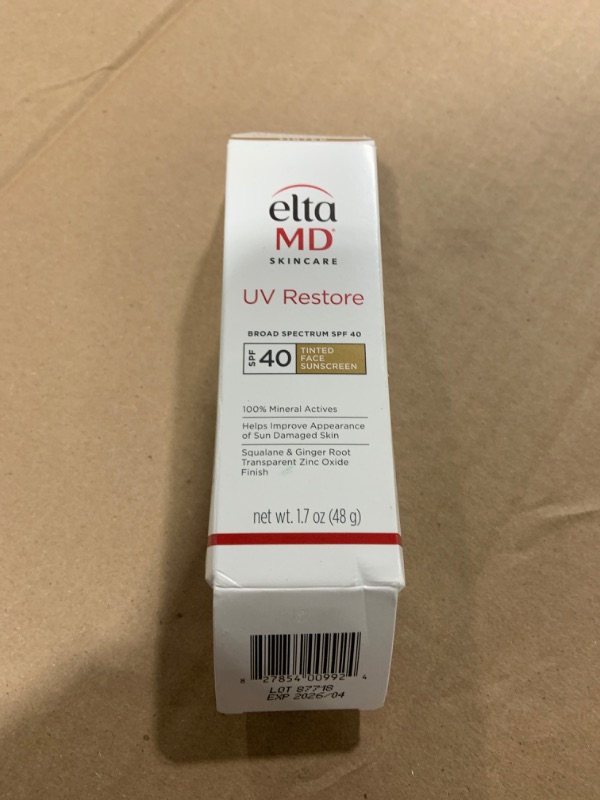 elta
MD®
SKINCARE
UV Restore
BROAD SPECTRUM SPF 40
SPF 40 TINTED
FACE
SUNSCREEN
100% Mineral Actives
Helps Improve Appearance
of Sun Damaged Skin
Squalane & Ginger Root
Transparent Zinc Oxide
Finish
net wt. 1.7 oz (48 g)
8 27854 00992 4
LOT 87718
EXP 2026/04